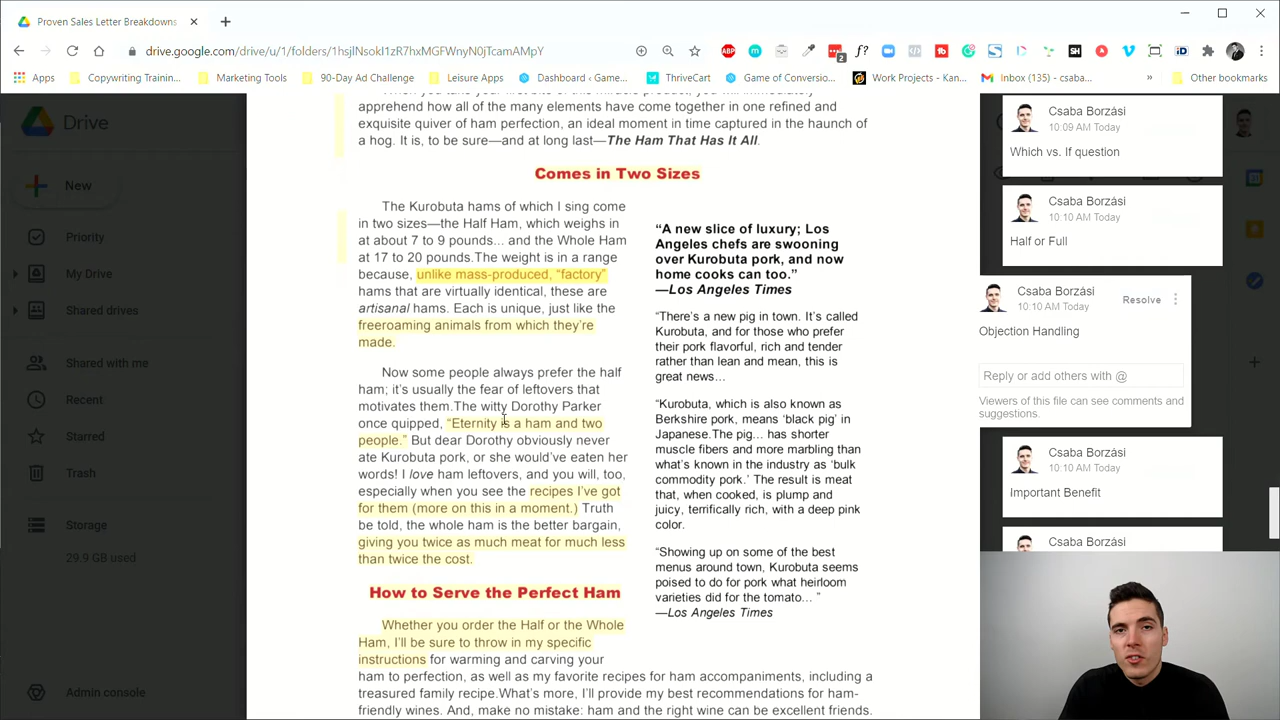 Proven Sales Letter Breakdowns
drive.google.com/drive/u/1/folders/1hsjlNsokI1zR7hxMGFWnyN0jTcamAMpY
Apps
Copywriting Trainin...
Marketing Tools
90-Day Ad Challenge
Leisure Apps
Dashboard ‹ Game...
ThriveCart
Game of Conversio...
Work Projects - Kan...
Inbox (135) - csaba...
Other bookmarks
Drive
New
Priority
My Drive
Shared drives
Shared with me
Recent
Starred
Trash
Storage
29.9 GB used
Admin console
apprehend how all of the many elements have come together in one refined and
exquisite quiver of ham perfection, an ideal moment in time captured in the haunch of
a hog. It is, to be sure—and at long last—The Ham That Has It All.
Comes in Two Sizes
The Kurobuta hams of which I sing come
in two sizes—the Half Ham, which weighs in
at about 7 to 9 pounds... and the Whole Ham
at 17 to 20 pounds.The weight is in a range
because, unlike mass-produced, “factory”
hams that are virtually identical, these are
artisanal hams. Each is unique, just like the
freeroaming animals from which they’re
made.
Now some people always prefer the half
ham; it’s usually the fear of leftovers that
motivates them.The witty Dorothy Parker
once quipped, “Eternity is a ham and two
people.” But dear Dorothy obviously never
ate Kurobuta pork, or she would’ve eaten her
words! I love ham leftovers, and you will, too,
especially when you see the recipes I’ve got
for them (more on this in a moment.) Truth
be told, the whole ham is the better bargain,
giving you twice as much meat for much less
than twice the cost.
How to Serve the Perfect Ham
Whether you order the Half or the Whole
Ham, I’ll be sure to throw in my specific
instructions for warming and carving your
ham to perfection, as well as my favorite recipes for ham accompaniments, including a
treasured family recipe.What’s more, I’ll provide my best recommendations for ham-
friendly wines. And, make no mistake: ham and the right wine can be excellent friends.
“A new slice of luxury; Los
Angeles chefs are swooning
over Kurobuta pork, and now
home cooks can too.”
—Los Angeles Times
“There’s a new pig in town. It’s called
Kurobuta, and for those who prefer
their pork flavorful, rich and tender
rather than lean and mean, this is
great news...
“Kurobuta, which is also known as
Berkshire pork, means ‘black pig’ in
Japanese.The pig... has shorter
muscle fibers and more marbling than
what’s known in the industry as ‘bulk
commodity pork.’ The result is meat
that, when cooked, is plump and
juicy, terrifically rich, with a deep pink
color.
“Showing up on some of the best
menus around town, Kurobuta seems
poised to do for pork what heirloom
varieties did for the tomato... ”
—Los Angeles Times
Csaba Borzási
10:09 AM Today
Which vs. If question
Csaba Borzási
10:10 AM Today
Half or Full
Csaba Borzási
10:10 AM Today
Resolve
Objection Handling
Reply or add others with @
Viewers of this file can see comments and
suggestions.
Csaba Borzási
10:10 AM Today
Important Benefit
Csaba Borzási